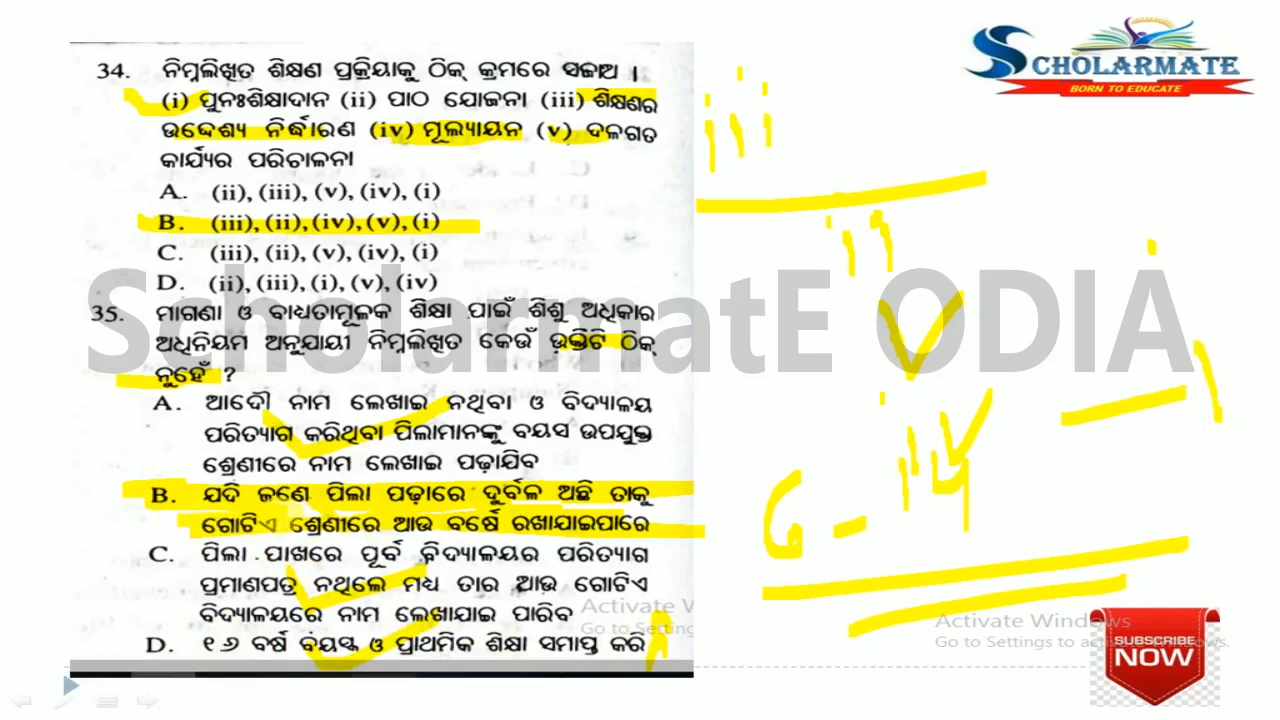 SCHOLARMATE
BORN TO EDUCATE
34. ନିମ୍ନଲିଖିତ ଶିକ୍ଷଣ ପ୍ରକ୍ରିୟାକୁ ଠିକ୍ କ୍ରମରେ ସଜାଅ ।
(i) ପୁନଃଶିକ୍ଷାଦାନ (ii) ପାଠ ଯୋଜନା (iii) ଶିକ୍ଷଣର
ଉଦ୍ଦେଶ୍ୟ ନିର୍ଦ୍ଧାରଣ (iv) ମୂଲ୍ୟାୟନ (v) ଦଳଗତ
କାର୍ଯ୍ୟର ପରିଚାଳନା
A. (ii), (iii), (v), (iv), (i)
B. (iii), (ii), (iv), (v), (i)
C. (iii), (ii), (v), (iv), (i)
D. (ii), (iii), (i), (v), (iv)
35. ମାଗଣା ଓ ବାଧ୍ୟତାମୂଳକ ଶିକ୍ଷା ପାଇଁ ଶିଶୁ ଅଧିକାର
ଅଧିନିୟମ ଅନୁଯାୟୀ ନିମ୍ନଲିଖିତ କେଉଁ ଉକ୍ତିଟି ଠିକ୍
ନୁହେଁ ?
A. ଆଦୌ ନାମ ଲେଖାଇ ନଥିବା ଓ ବିଦ୍ୟାଳୟ
ପରିତ୍ୟାଗ କରିଥିବା ପିଲାମାନଙ୍କୁ ବୟସ ଉପଯୁକ୍ତ
ଶ୍ରେଣୀରେ ନାମ ଲେଖାଇ ପଢ଼ାଯିବ
B. ଯଦି ଜଣେ ପିଲା ପଢ଼ାରେ ଦୁର୍ବଳ ଅଛି ତାକୁ
ଗୋଟିଏ ଶ୍ରେଣୀରେ ଆଉ ବର୍ଷେ ରଖାଯାଇପାରେ
C. ପିଲା ପାଖରେ ପୂର୍ବ ବିଦ୍ୟାଳୟର ପରିତ୍ୟାଗ
ପ୍ରମାଣପତ୍ର ନଥିଲେ ମଧ୍ୟ ତାର ଆଉ ଗୋଟିଏ
ବିଦ୍ୟାଳୟରେ ନାମ ଲେଖାଯାଇ ପାରିବ
D. ୧୬ ବର୍ଷ ବୟସ୍କ ଓ ପ୍ରାଥମିକ ଶିକ୍ଷା ସମାପ୍ତ କରି
ScholarmatE ODIA
iii
ii
V
iv
i
6 - 14
Activate Windows
Go to Settings to activate Windows.
SUBSCRIBE
NOW